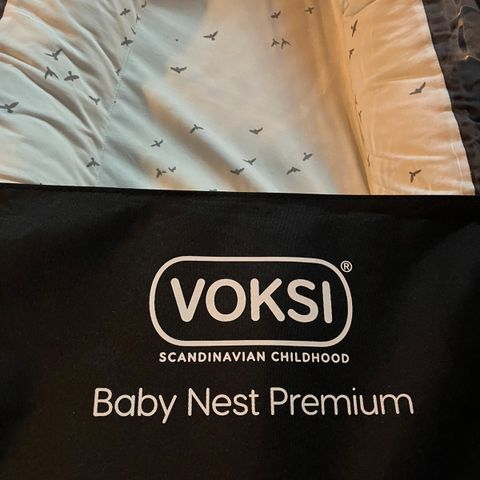 VOKSI®
SCANDINAVIAN CHILDHOOD
Baby Nest Premium